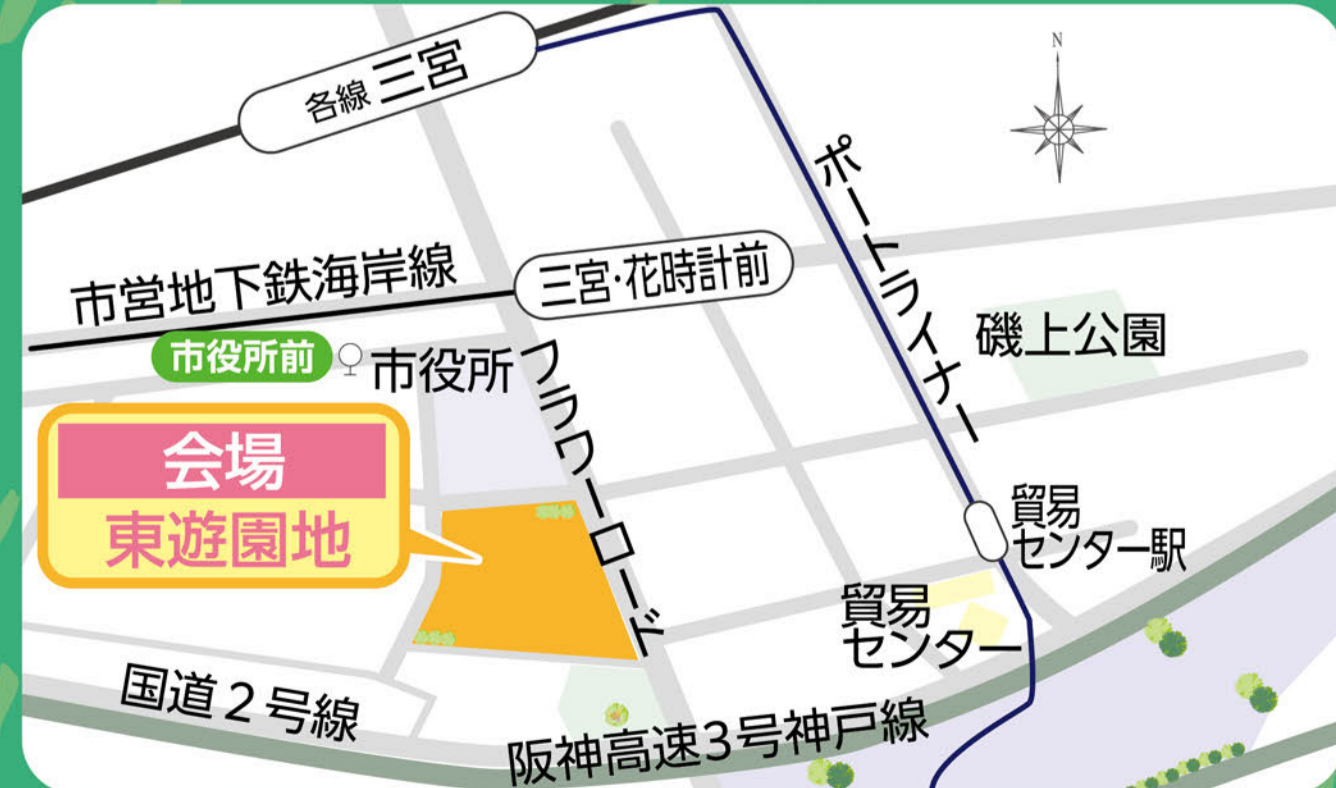 N
各線 三宮
ポートライナー
市営地下鉄海岸線
三宮･花時計前
市役所前
市役所
フラワーロード
磯上公園
会場
東遊園地
貿易
センター駅
貿易
センター
国道２号線
阪神高速3号神戸線